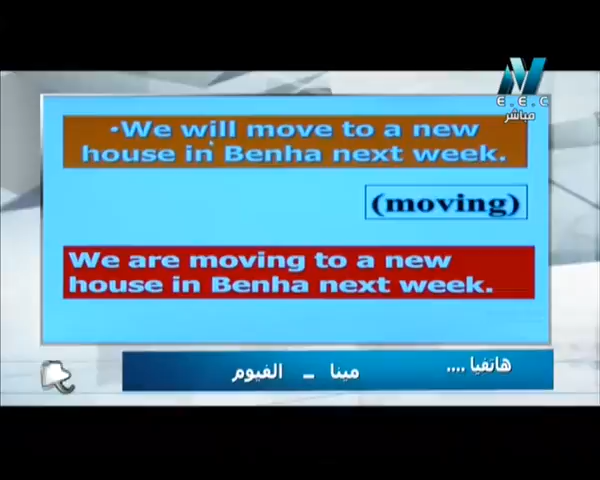 E.E.C
مباشر
•We will move to a new
house in Benha next week.
(moving)
We are moving to a new
house in Benha next week.
هاتفيا ....
مينا - الفيوم